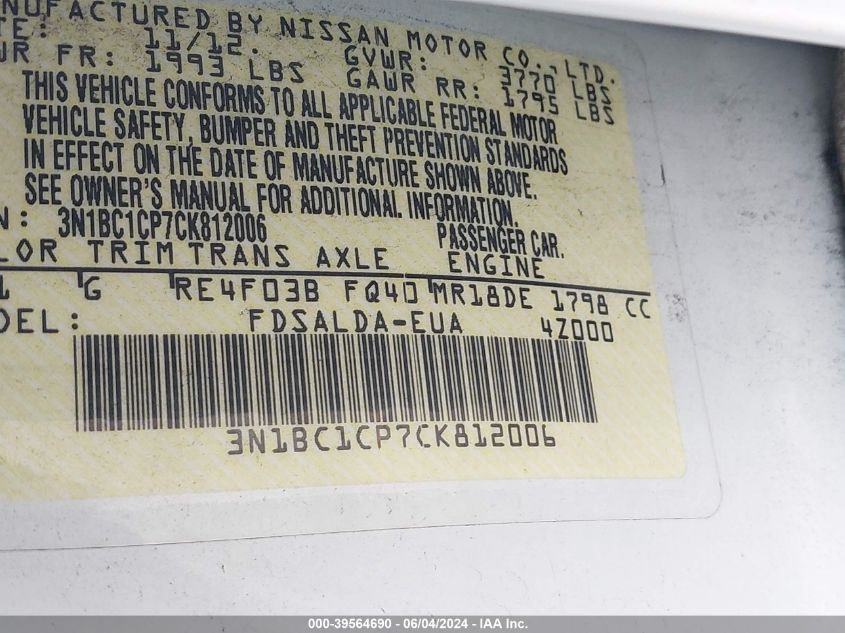 NUFACTURED BY NISSAN MOTOR CO., LTD.
TE: 11/12. GVWR: 3770 LBS
WR FR: 1993 LBS GAWR RR: 1795 LBS
THIS VEHICLE CONFORMS TO ALL APPLICABLE FEDERAL MOTOR
VEHICLE SAFETY, BUMPER AND THEFT PREVENTION STANDARDS
IN EFFECT ON THE DATE OF MANUFACTURE SHOWN ABOVE.
SEE OWNER'S MANUAL FOR ADDITIONAL INFORMATION.
N: 3N1BC1CP7CK812006 PASSENGER CAR.
LOR TRIM TRANS AXLE ENGINE
1 G RE4F03B FQ40 MR18DE 1798 CC
DEL: FDSALDA-EUA 4Z000
3N1BC1CP7CK812006
000-39564690 - 06/04/2024 - IAA Inc.